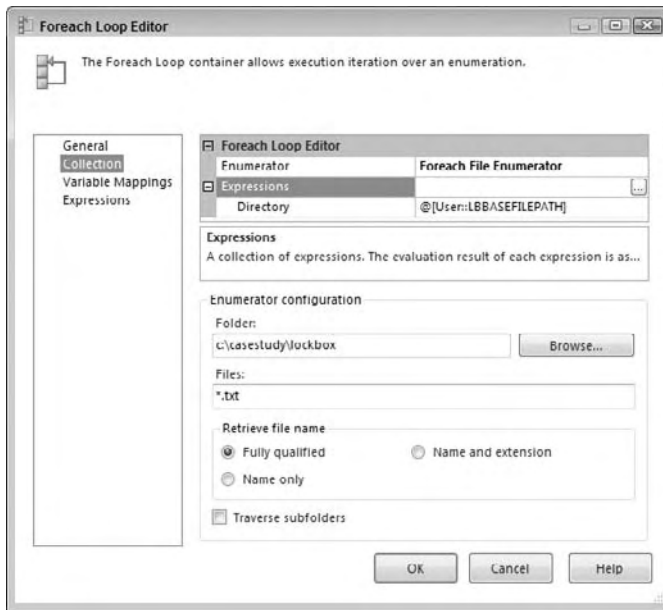 Foreach Loop Editor
The Foreach Loop container allows execution iteration over an enumeration.
General
Collection
Variable Mappings
Expressions
Foreach Loop Editor
Enumerator Foreach File Enumerator
Expressions ...
Directory @[User::LBBASEFILEPATH]
Expressions
A collection of expressions. The evaluation result of each expression is as...
Enumerator configuration
Folder:
c:\casestudy\lockbox
Browse...
Files:
*.txt
Retrieve file name
Fully qualified Name and extension
Name only
Traverse subfolders
OK Cancel Help